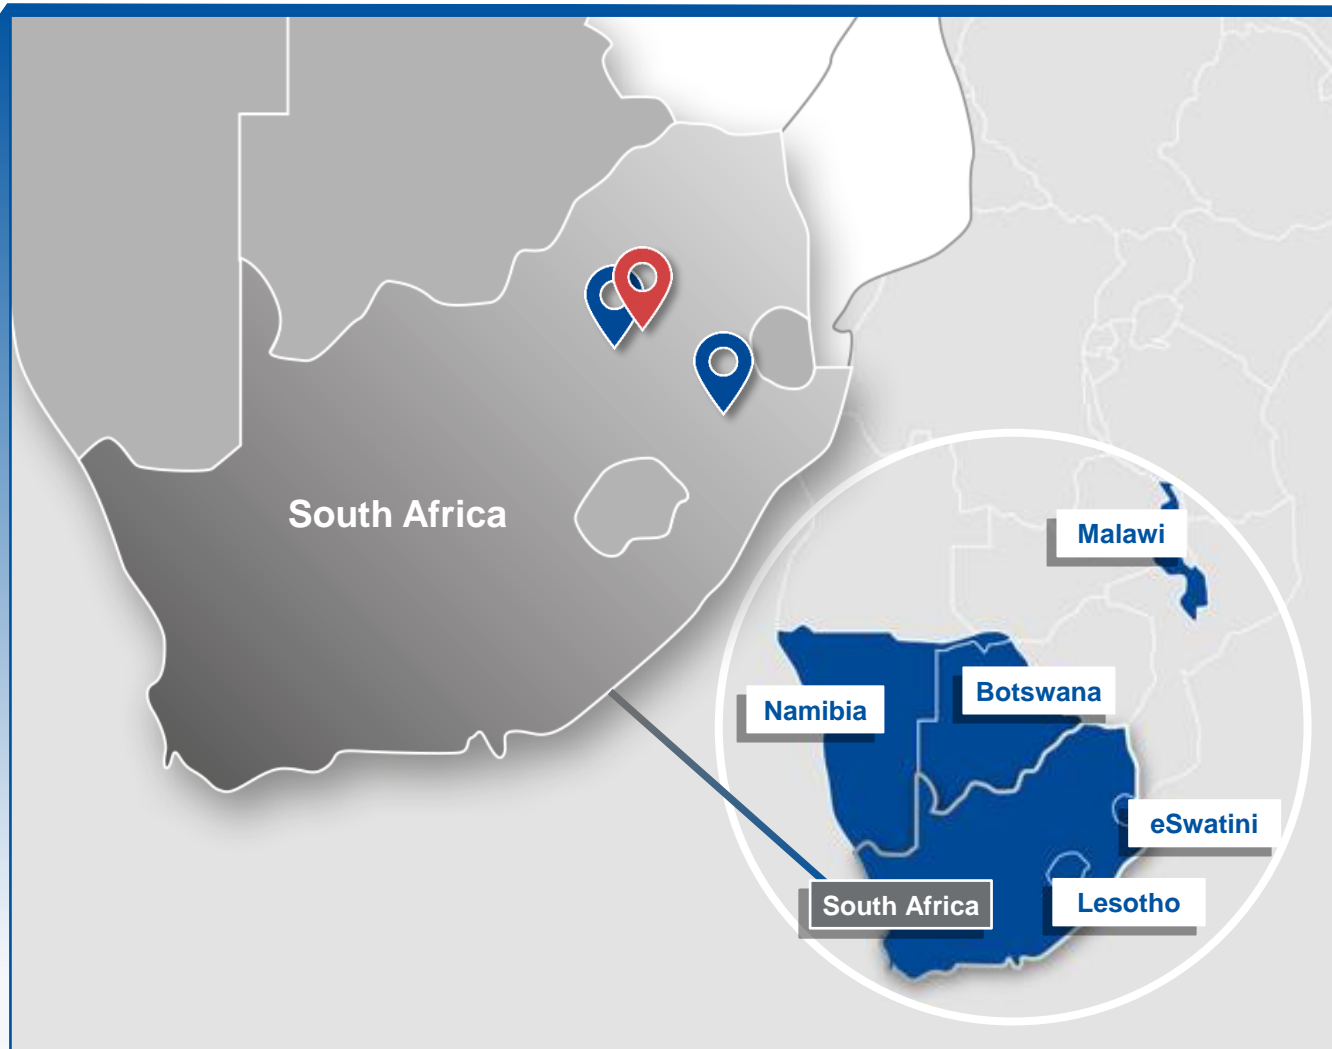 South Africa
Malawi
Botswana
Namibia
eSwatini
Lesotho
South Africa